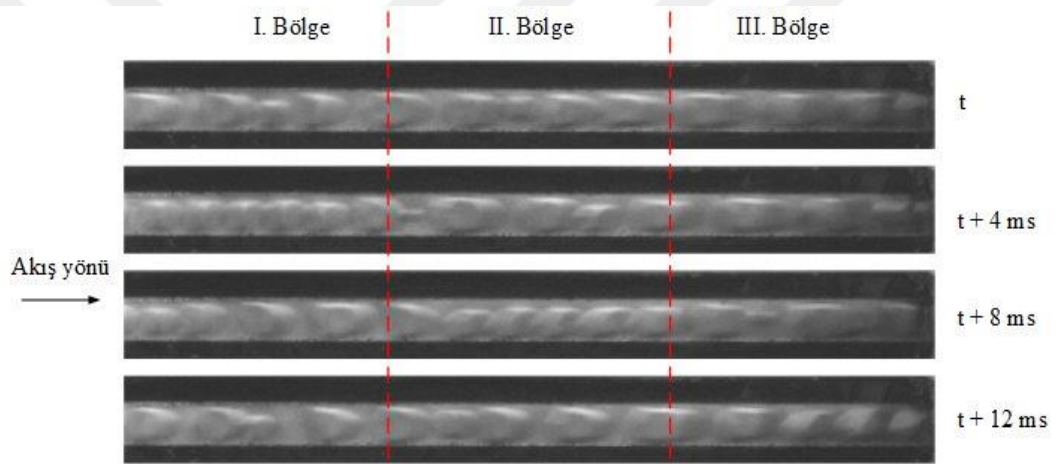 I. Bölge
II. Bölge
III. Bölge
t
t + 4 ms
Akış yönü
t + 8 ms
t + 12 ms